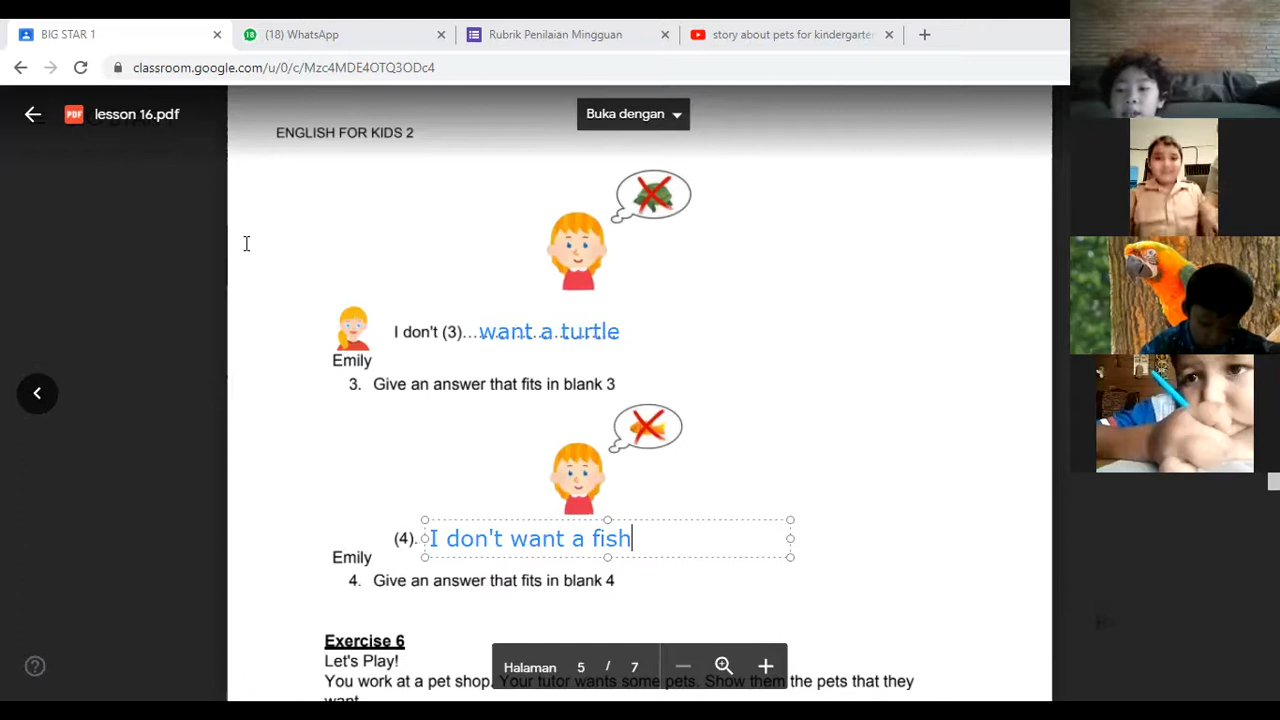 BIG STAR 1
18
(18) WhatsApp
Rubrik Penilaian Mingguan
story about pets for kindergarten
classroom.google.com/u/0/c/Mzc4MDE4OTQ3ODc4
PDF
lesson 16.pdf
Buka dengan
ENGLISH FOR KIDS 2
I don't (3)....want a turtle
Emily
3. Give an answer that fits in blank 3
(4). I don't want a fish
Emily
4. Give an answer that fits in blank 4
Exercise 6
Let's Play!
You work at a pet shop. Your tutor wants some pets. Show them the pets that they
want
Halaman 5 / 7